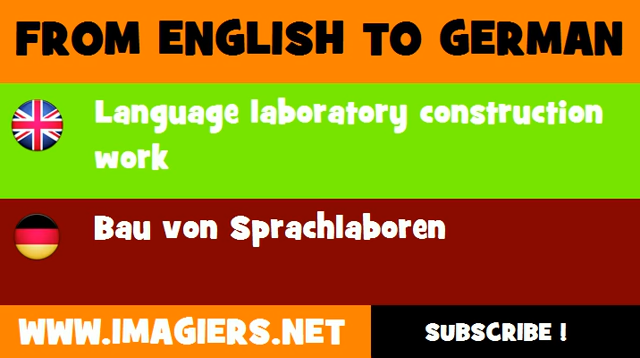 FROM ENGLISH TO GERMAN
Language laboratory construction
work
Bau von Sprachlaboren
WWW.IMAGIERS.NET
SUBSCRIBE !